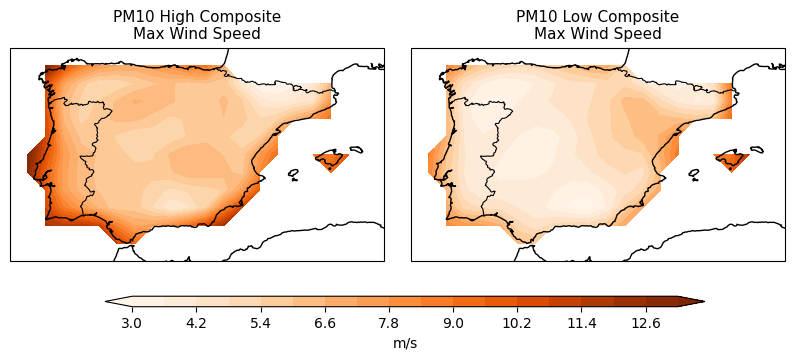 PM10 High Composite
Max Wind Speed
PM10 Low Composite
Max Wind Speed
3.0 4.2 5.4 6.6 7.8 9.0 10.2 11.4 12.6
m/s